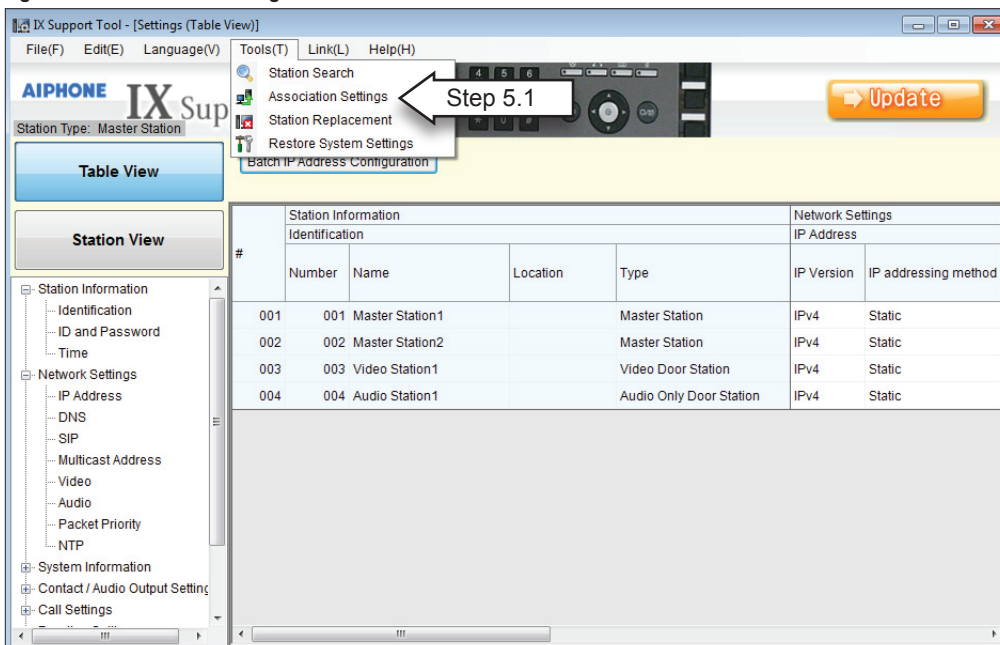 IX Support Tool - [Settings (Table View)]
File(F) Edit(E) Language(V) Tools(T) Link(L) Help(H)
Station Search
Association Settings
Station Replacement
Restore System Settings
Step 5.1
4 5 6
AIPHONE IX Sup
Station Type: Master Station
Update
Table View
Batch IP Address Configuration
Station View
Station Information
Identification
ID and Password
Time
Network Settings
IP Address
DNS
SIP
Multicast Address
Video
Audio
Packet Priority
NTP
System Information
Contact / Audio Output Setting
Call Settings
Station Information Network Settings
Identification IP Address
# Number Name Location Type IP Version IP addressing method
001 001 Master Station1 Master Station IPv4 Static
002 002 Master Station2 Master Station IPv4 Static
003 003 Video Station1 Video Door Station IPv4 Static
004 004 Audio Station1 Audio Only Door Station IPv4 Static